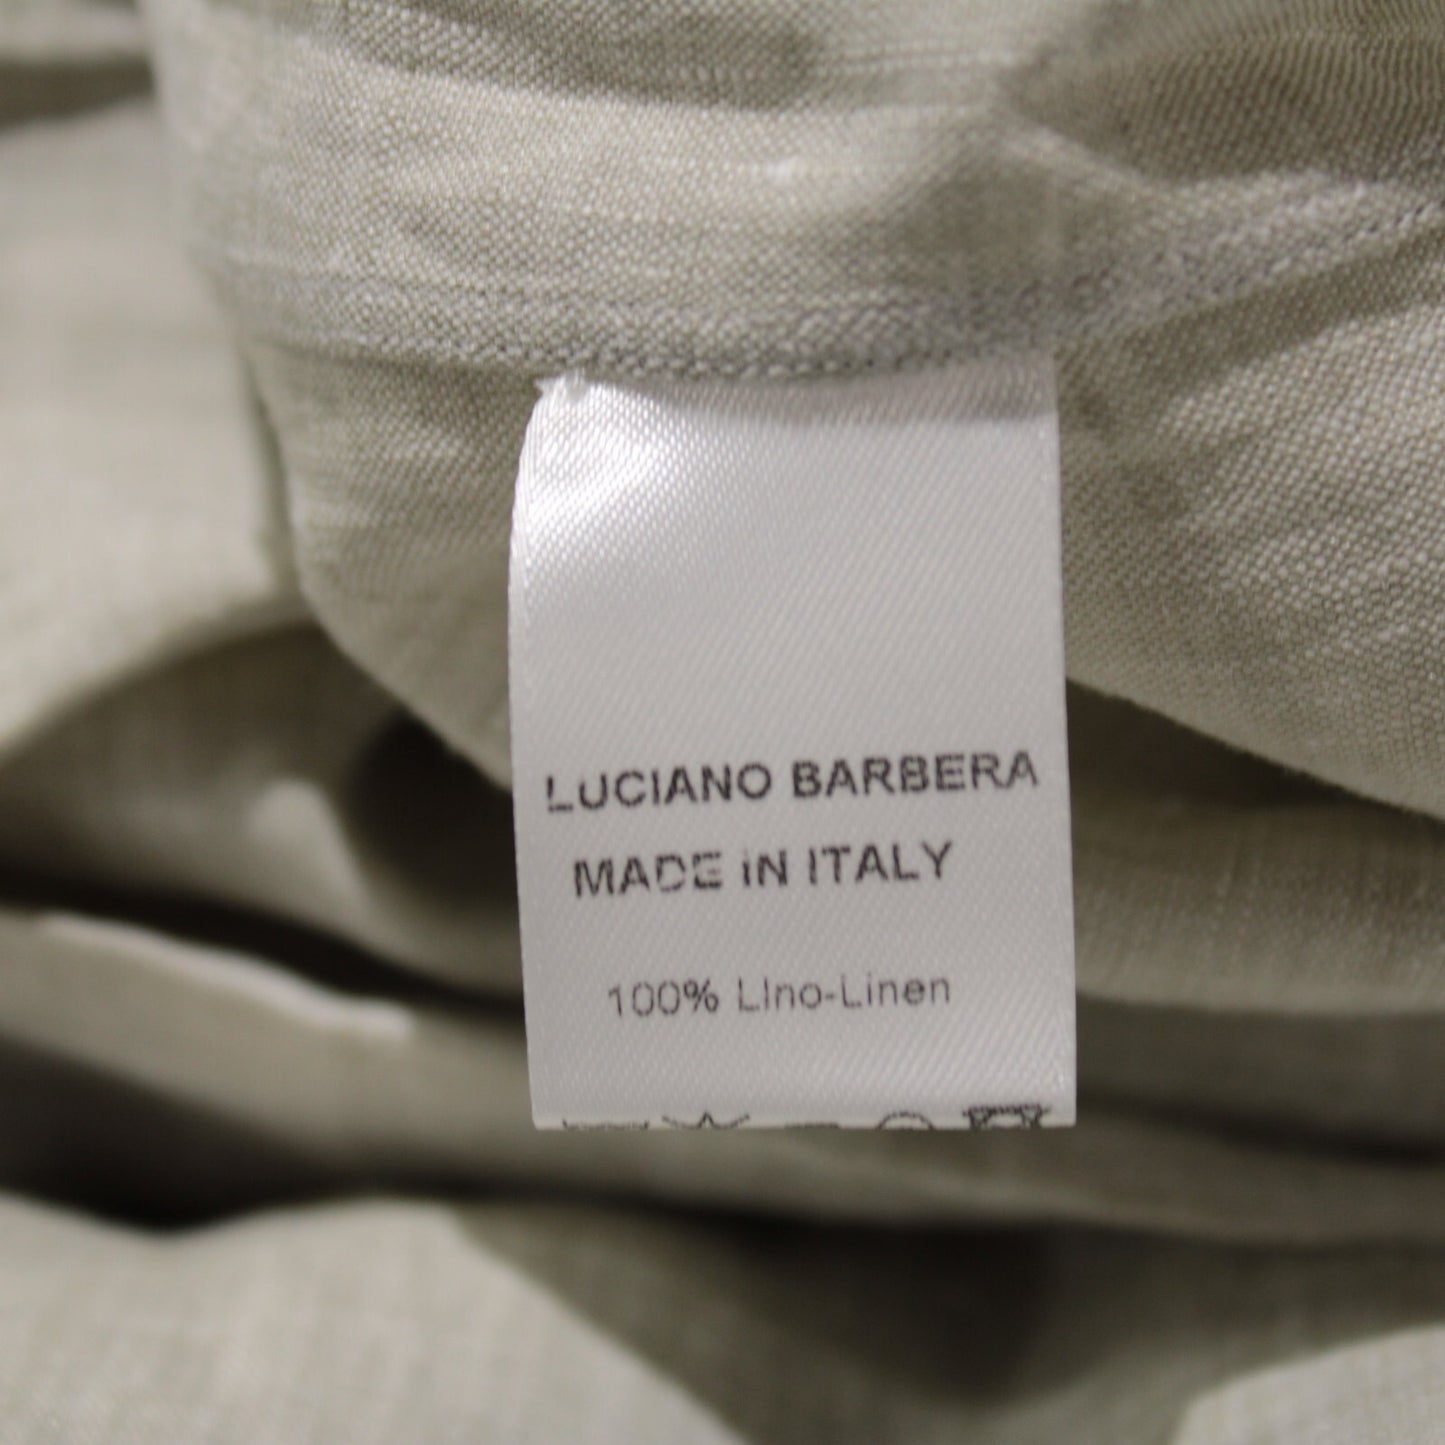 LUCIANO BARBERA
MADE IN ITALY
100% LIno-Linen